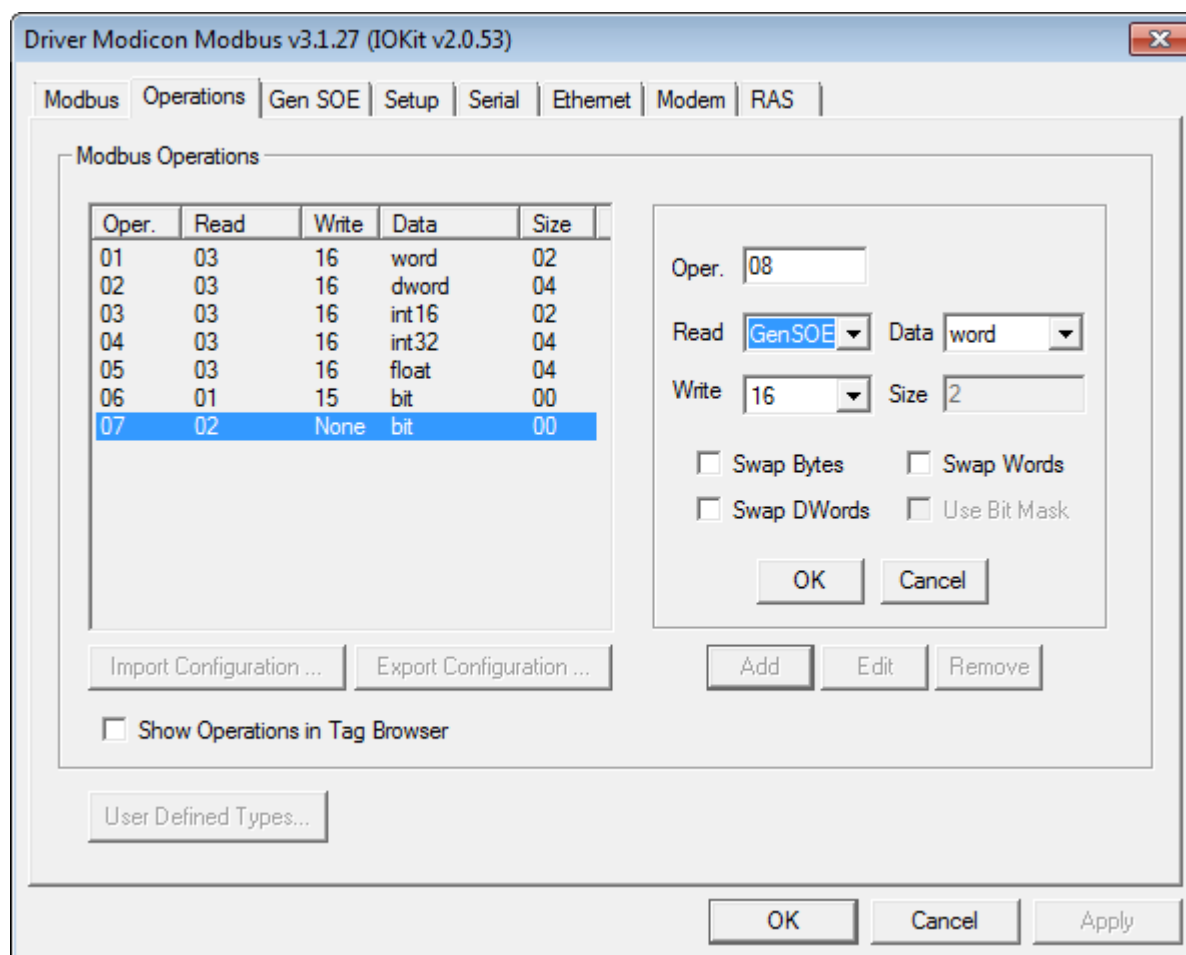 Driver Modicon Modbus v3.1.27 (IOKit v2.0.53)
Modbus Operations Gen SOE Setup Serial Ethernet Modem RAS
Modbus Operations
Oper. Read Write Data Size
01 03 16 word 02
02 03 16 dword 04
03 03 16 int16 02
04 03 16 int32 04
05 03 16 float 04
06 01 15 bit 00
07 02 None bit 00
Oper. 08
Read GenSOE Data word
Write 16 Size 2
Swap Bytes Swap Words
Swap DWords Use Bit Mask
OK Cancel
Import Configuration ... Export Configuration ... Add Edit Remove
Show Operations in Tag Browser
User Defined Types...
OK Cancel Apply